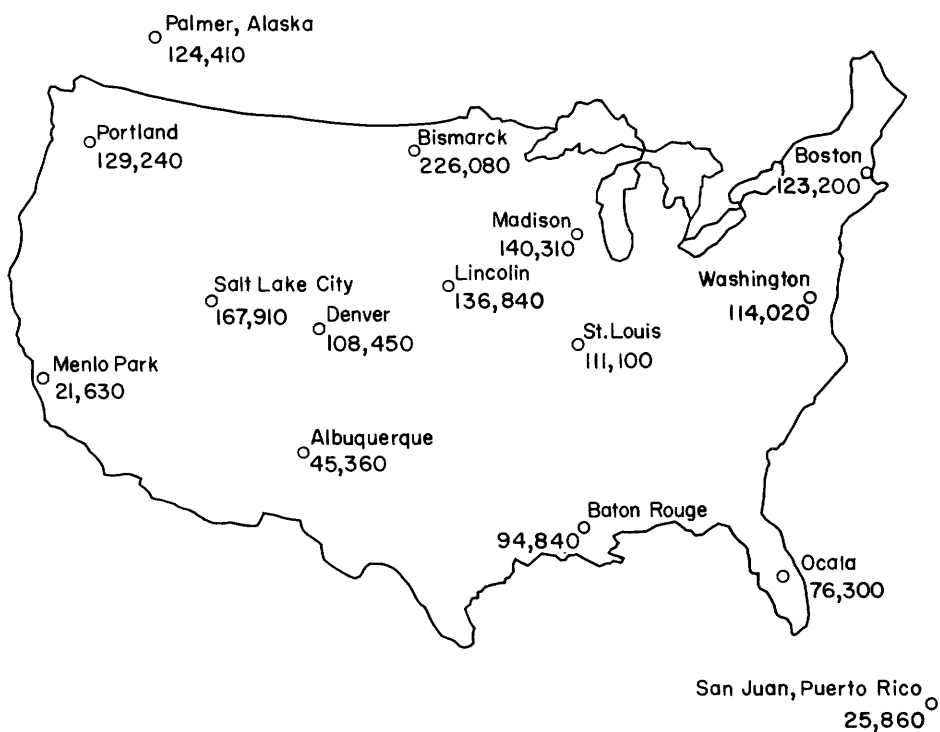 Palmer, Alaska
124,410
Portland
129,240
Bismarck
226,080
Boston
123,200
Madison
140,310
Lincolin
136,840
Washington
114,020
Salt Lake City
167,910
Denver
108,450
St. Louis
111,100
Menlo Park
21,630
Albuquerque
45,360
Baton Rouge
94,840
Ocala
76,300
San Juan, Puerto Rico
25,860